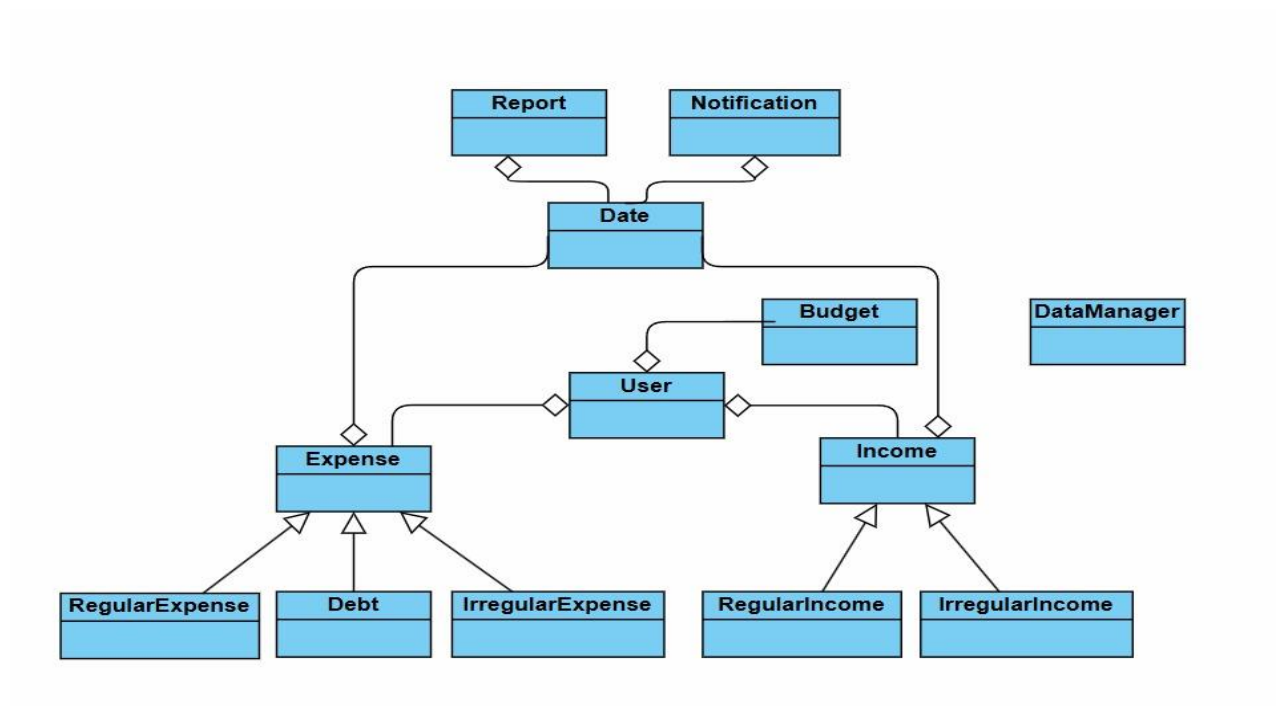 Report
Notification
Date
Budget
DataManager
User
Expense
Income
RegularExpense
Debt
IrregularExpense
RegularIncome
IrregularIncome